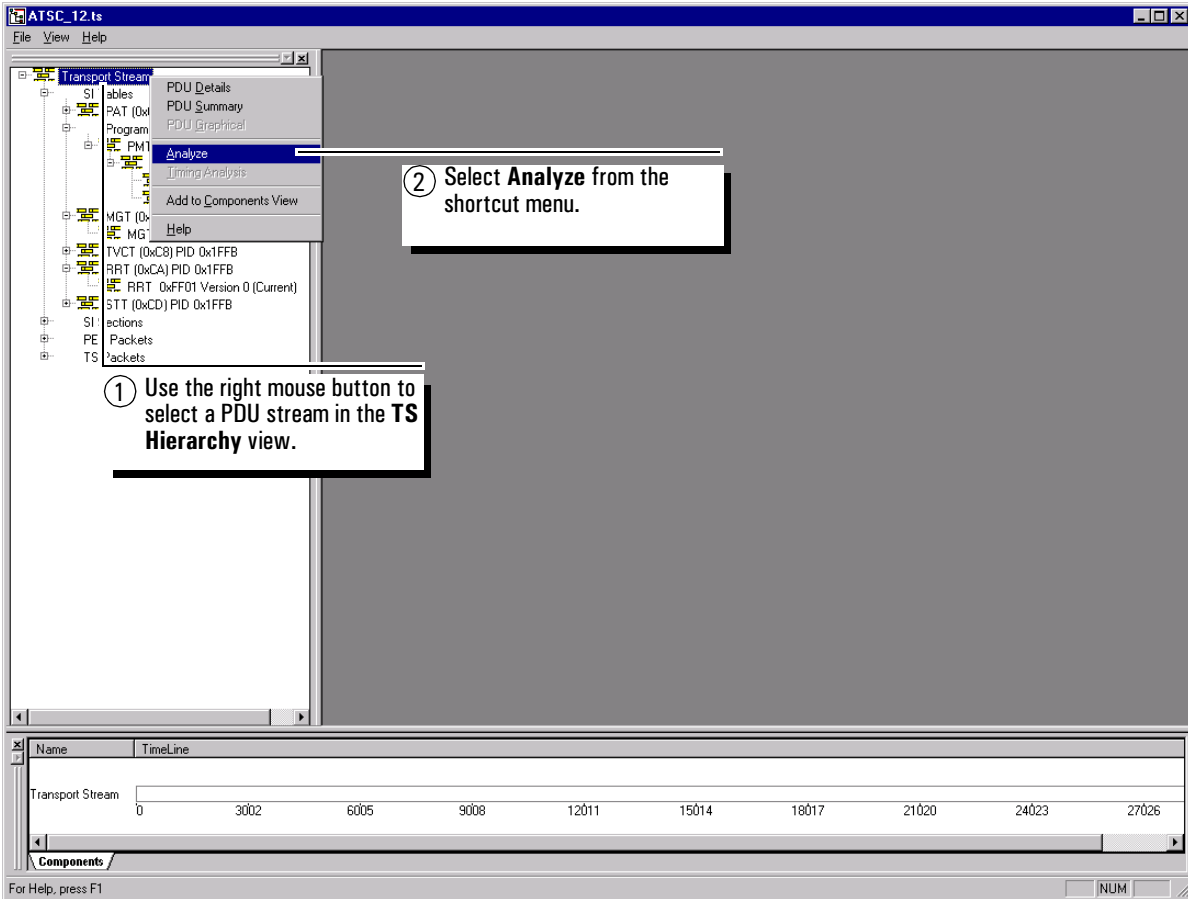 ATSC_12.ts
File View Help
Transport Stream
SI ables
PAT (0x
Program
PMT
MGT (0x
MGT
TVCT (0xC8) PID 0x1FFB
RRT (0xCA) PID 0x1FFB
RRT 0xFF01 Version 0 (Current)
STT (0xCD) PID 0x1FFB
SI ections
PE Packets
TS Packets
PDU Details
PDU Summary
PDU Graphical
Analyze
Timing Analysis
Add to Components View
Help
2 Select Analyze from the
shortcut menu.
1 Use the right mouse button to
select a PDU stream in the TS
Hierarchy view.
Name TimeLine
Transport Stream
0 3002 6005 9008 12011 15014 18017 21020 24023 27026
Components
For Help, press F1 NUM